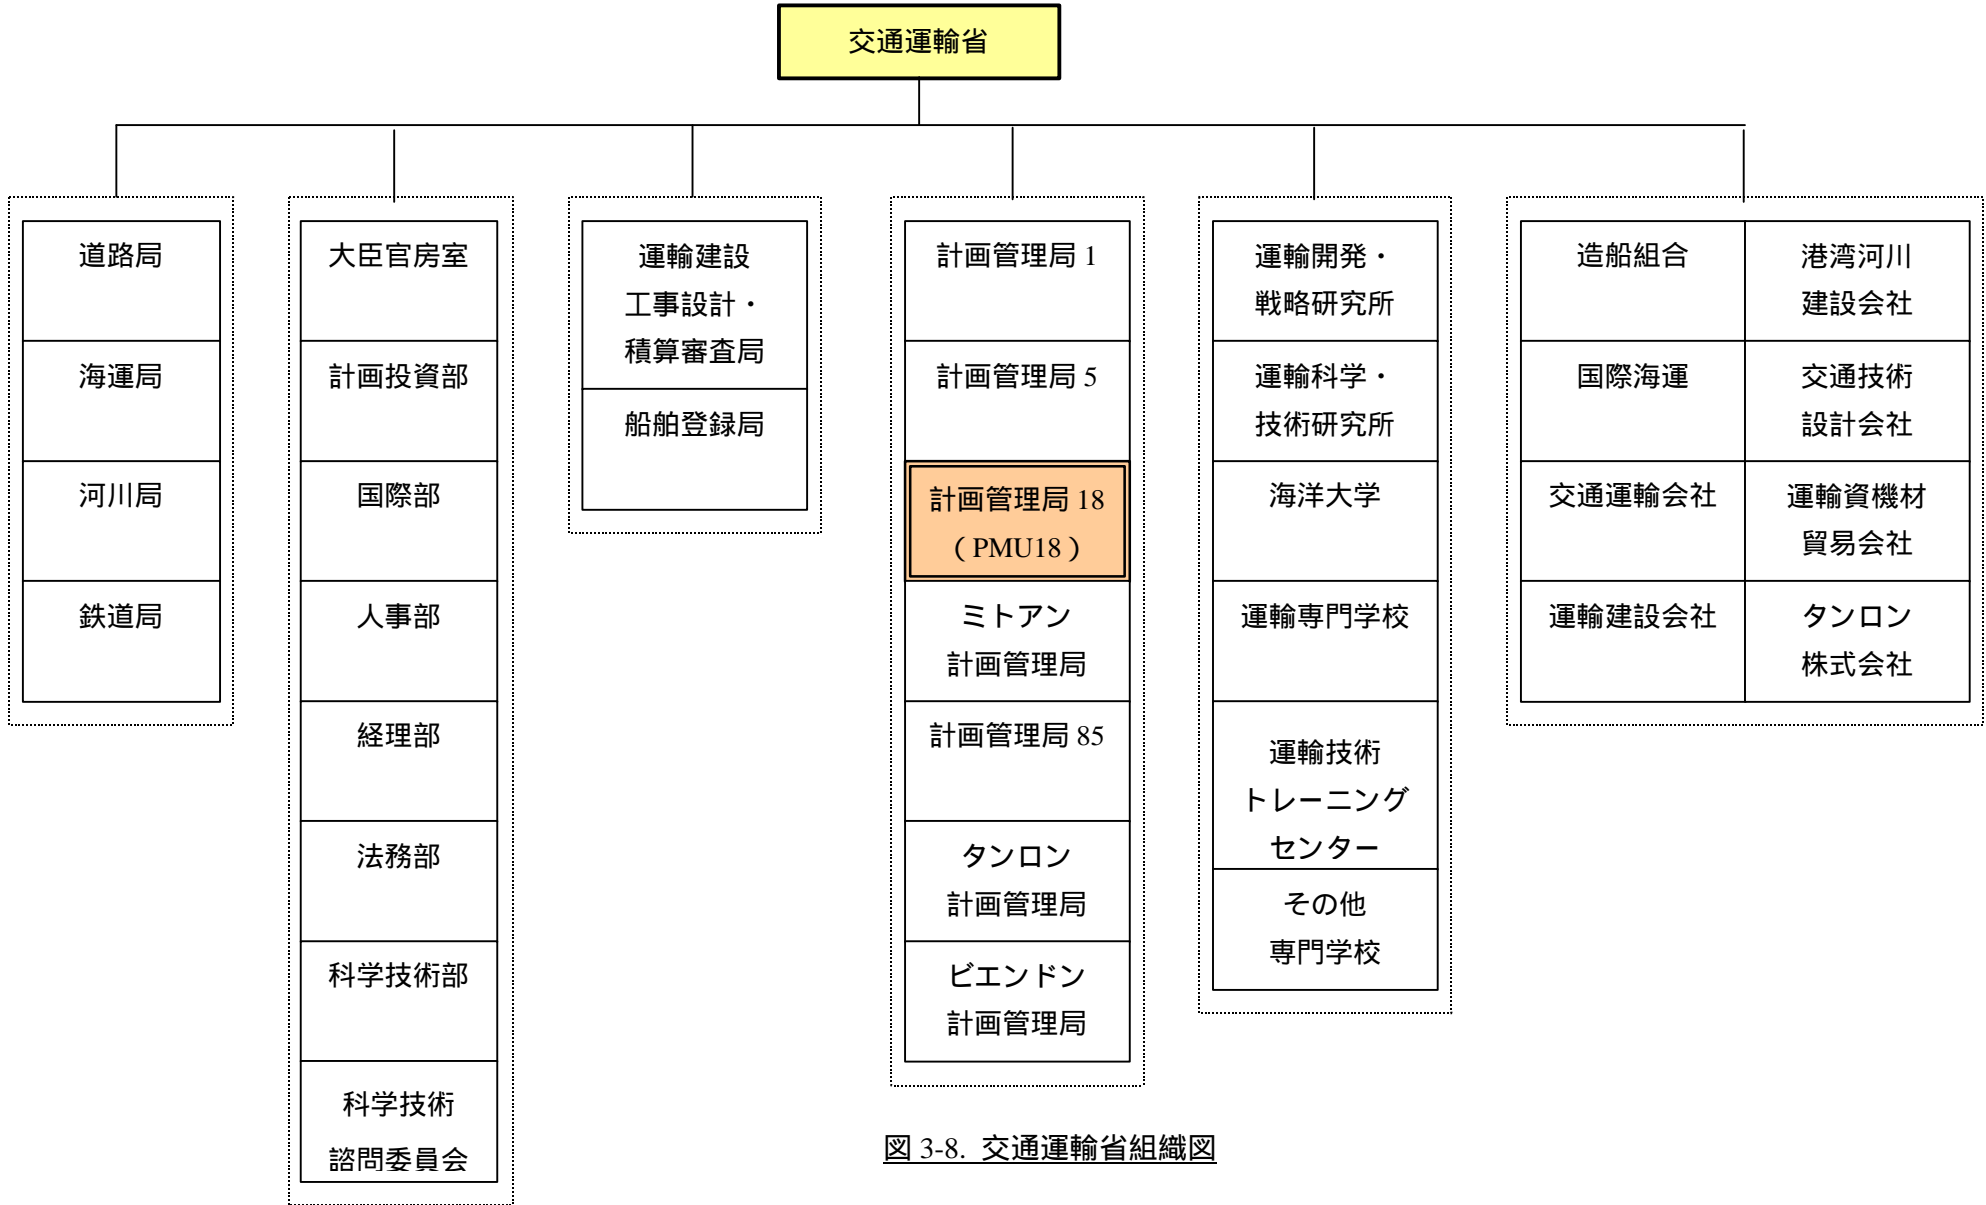 交通運輸省
道路局
海運局
河川局
鉄道局
大臣官房室
計画投資部
国際部
人事部
経理部
法務部
科学技術部
科学技術
諮問委員会
運輸建設
工事設計・
積算審査局
船舶登録局
計画管理局 1
計画管理局 5
計画管理局 18
（PMU18）
ミトアン
計画管理局
計画管理局 85
タンロン
計画管理局
ビエンドン
計画管理局
運輸開発・
戦略研究所
運輸科学・
技術研究所
海洋大学
運輸専門学校
運輸技術
トレーニング
センター
その他
専門学校
造船組合
国際海運
交通運輸会社
運輸建設会社
港湾河川
建設会社
交通技術
設計会社
運輸資機材
貿易会社
タンロン
株式会社
図 3-8. 交通運輸省組織図